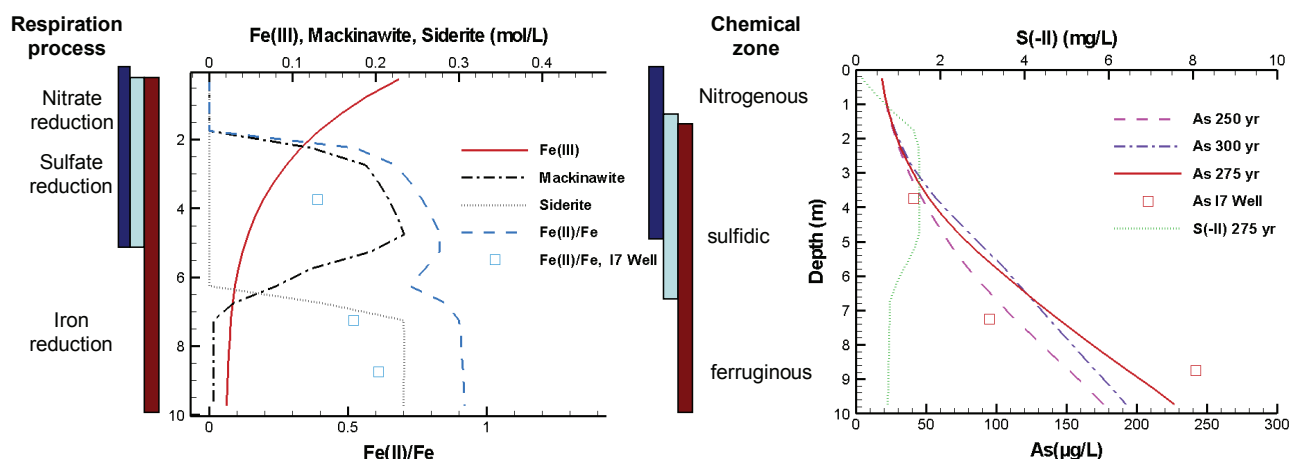 Respiration
process
Nitrate
reduction
Sulfate
reduction
Iron
reduction
Fe(III), Mackinawite, Siderite (mol/L)
0 0.1 0.2 0.3 0.4
2
4
6
8
10
Fe(III)
Mackinawite
Siderite
Fe(II)/Fe
Fe(II)/Fe, I7 Well
0 0.5 1
Fe(II)/Fe
Chemical
zone
Nitrogenous
sulfidic
ferruginous
S(-II) (mg/L)
0 2 4 6 8 10
Depth (m)
0
1
2
3
4
5
6
7
8
9
10
As 250 yr
As 300 yr
As 275 yr
As I7 Well
S(-II) 275 yr
0 50 100 150 200 250 300
As(µg/L)